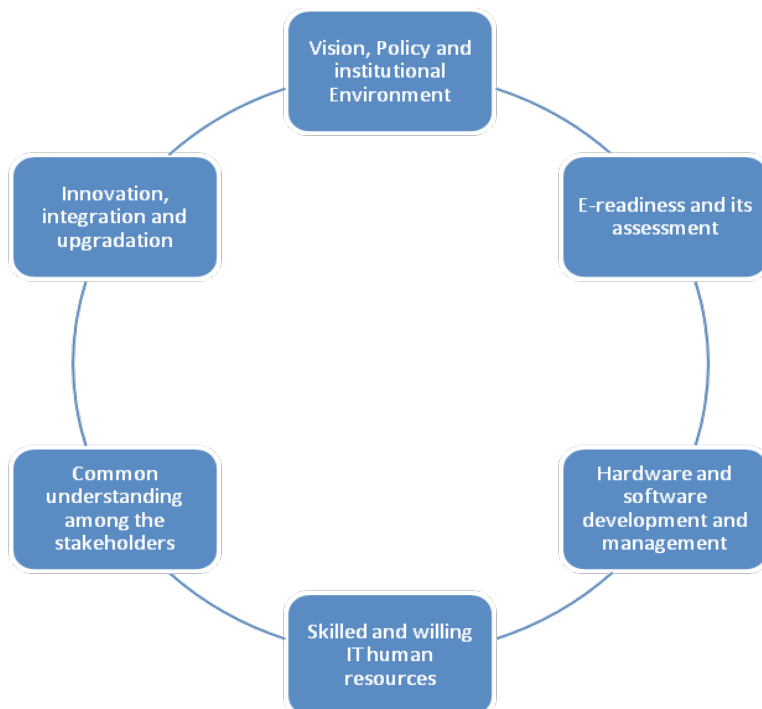 Vision, Policy and
institutional
Environment
E-readiness and its
assessment
Hardware and
software
development and
management
Skilled and willing
IT human
resources
Common
understanding
among the
stakeholders
Innovation,
integration and
upgradation